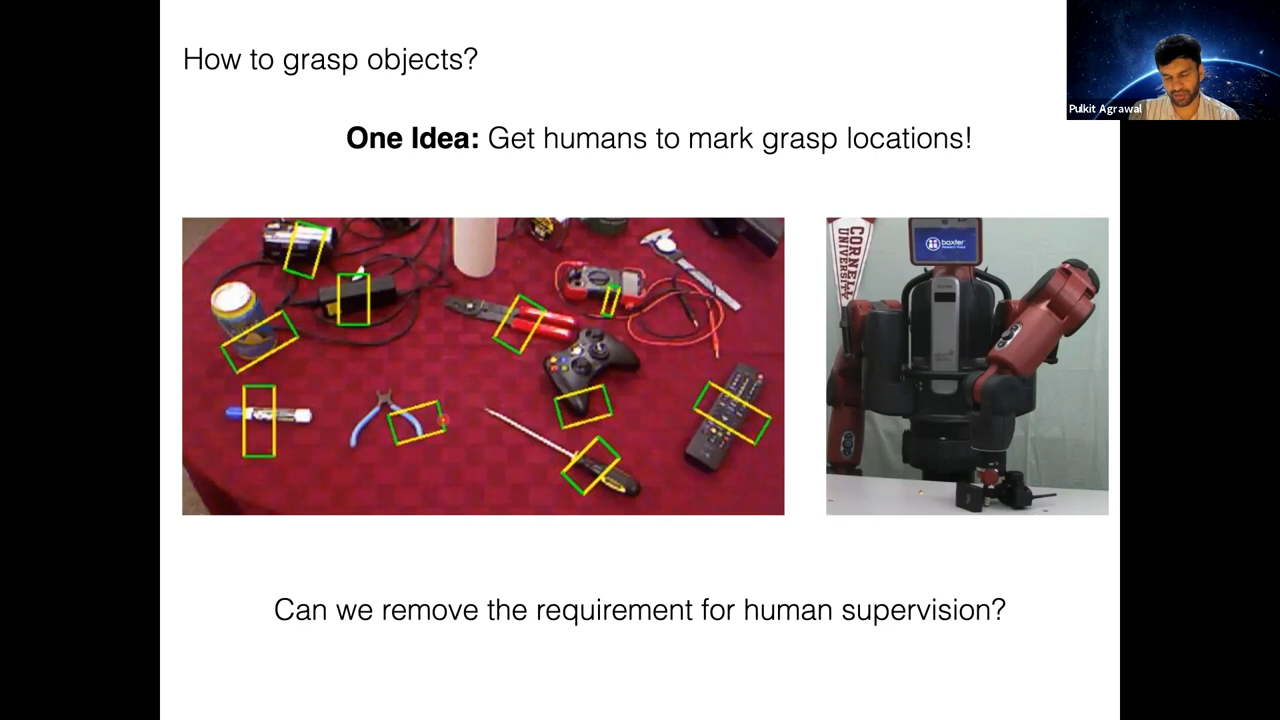 How to grasp objects?
Pulkit Agrawal
One Idea: Get humans to mark grasp locations!
CORNELL
UNIVERSITY
baxter
Can we remove the requirement for human supervision?